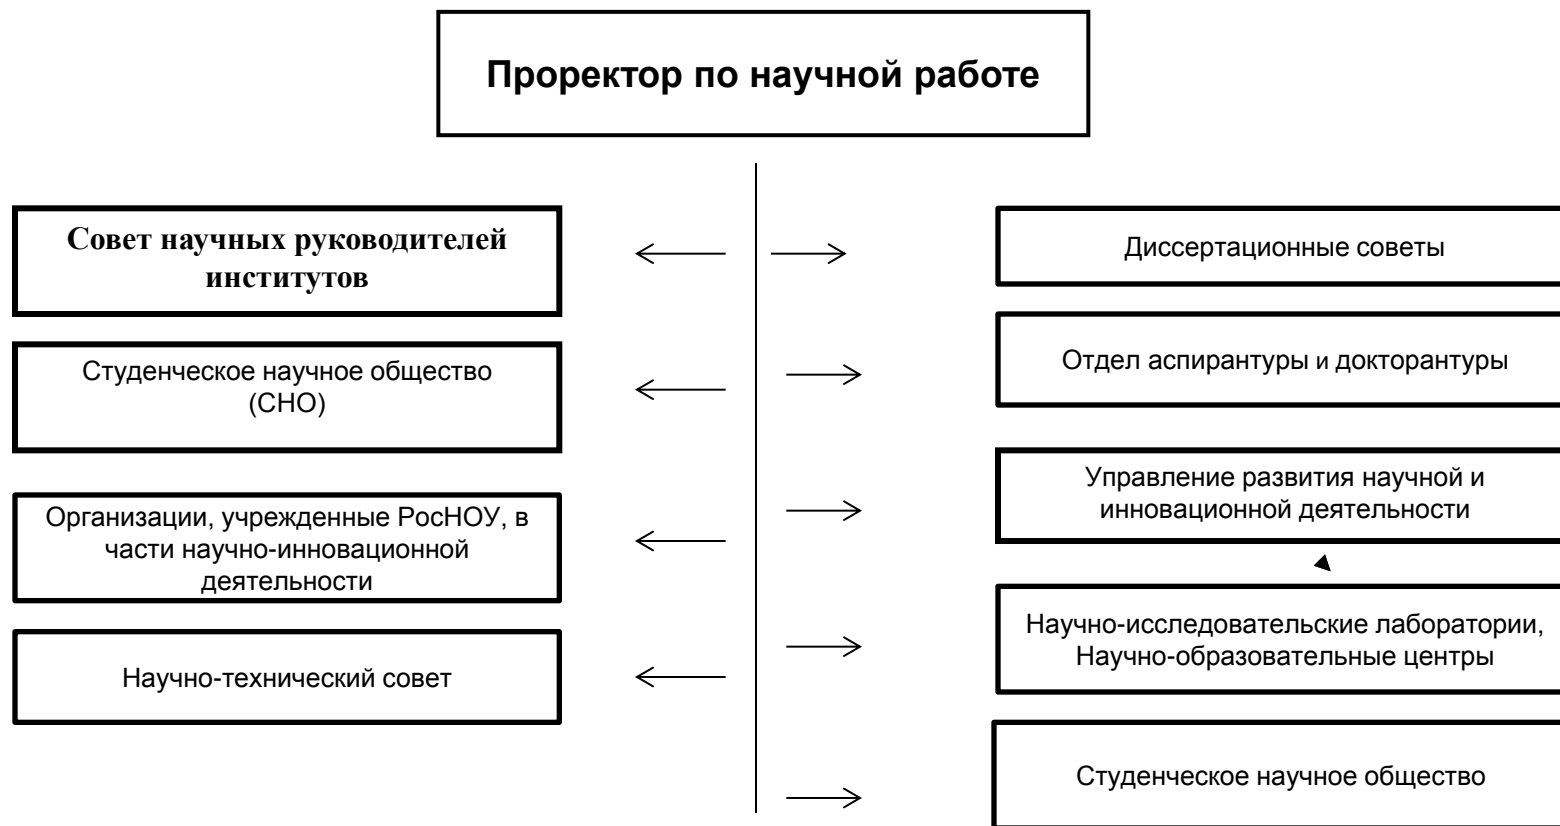 Проректор по научной работе
Совет научных руководителей
институтов
Студенческое научное общество
(СНО)
Организации, учрежденные РосНОУ, в
части научно-инновационной
деятельности
Научно-технический совет
Диссертационные советы
Отдел аспирантуры и докторантуры
Управление развития научной и
инновационной деятельности
Научно-исследовательские лаборатории,
Научно-образовательные центры
Студенческое научное общество